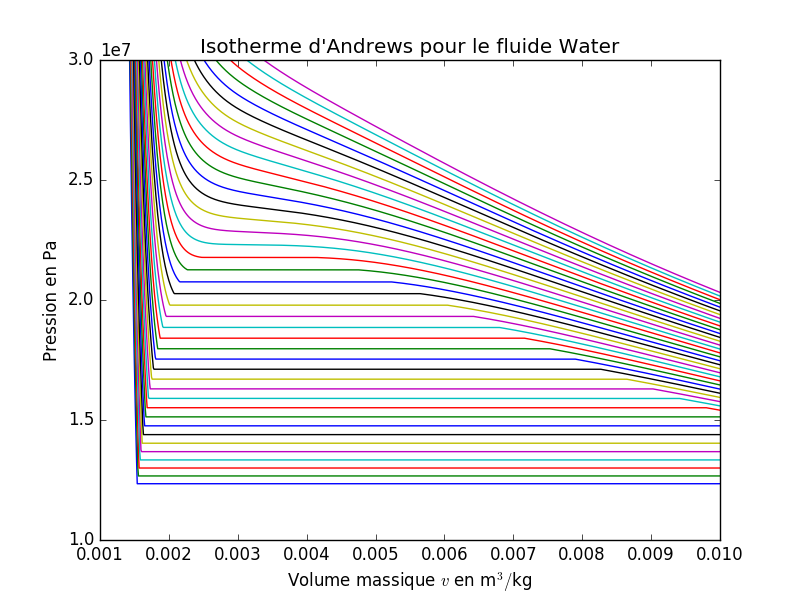 Isotherme d'Andrews pour le fluide Water
1e7
3.0
2.5
2.0
1.5
1.0
Pression en Pa
0.001 0.002 0.003 0.004 0.005 0.006 0.007 0.008 0.009 0.010
Volume massique v en m³/kg